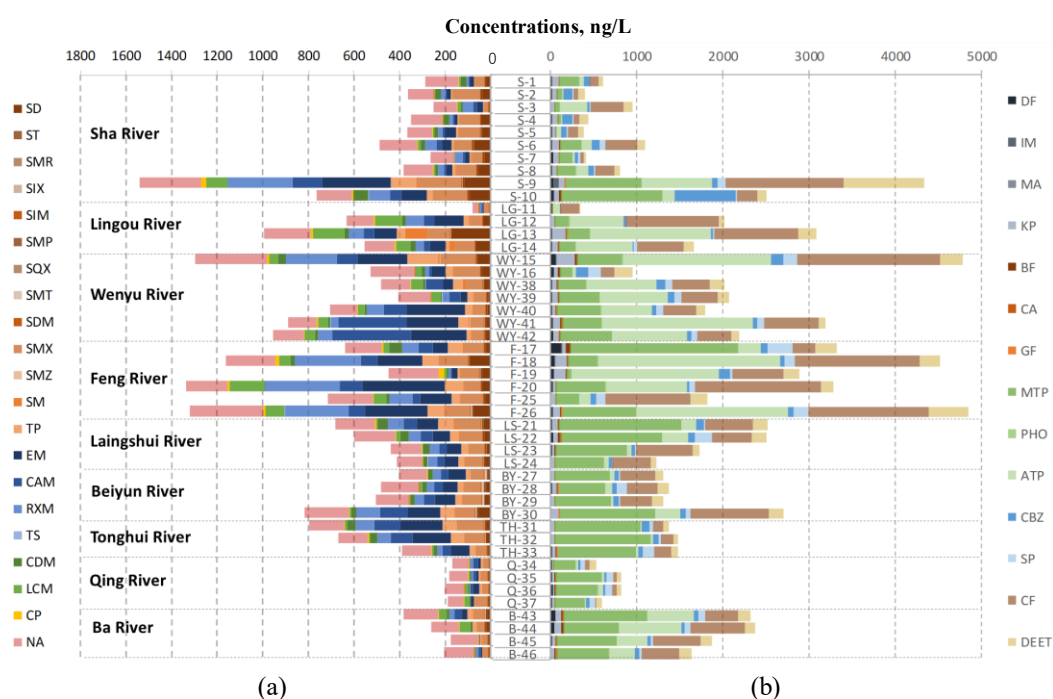 Concentrations, ng/L
1800 1600 1400 1200 1000 800 600 400 200 0 0 1000 2000 3000 4000 5000
SD
ST
SMR
SIX
SIM
SMP
SQX
SMT
SDM
SMX
SMZ
SM
TP
EM
CAM
RXM
TS
CDM
LCM
CP
NA
Sha River
Lingou River
Wenyu River
Feng River
Laingshui River
Beiyun River
Tonghui River
Qing River
Ba River
S-1
S-2
S-3
S-4
S-5
S-6
S-7
S-8
S-9
S-10
LG-11
LG-12
LG-13
LG-14
WY-15
WY-16
WY-38
WY-39
WY-40
WY-41
WY-42
F-17
F-18
F-19
F-20
F-25
F-26
LS-21
LS-22
LS-23
LS-24
BY-27
BY-28
BY-29
BY-30
TH-31
TH-32
TH-33
Q-34
Q-35
Q-36
Q-37
B-43
B-44
B-45
B-46
DF
IM
MA
KP
BF
CA
GF
MTP
PHO
ATP
CBZ
SP
CF
DEET
(a) (b)